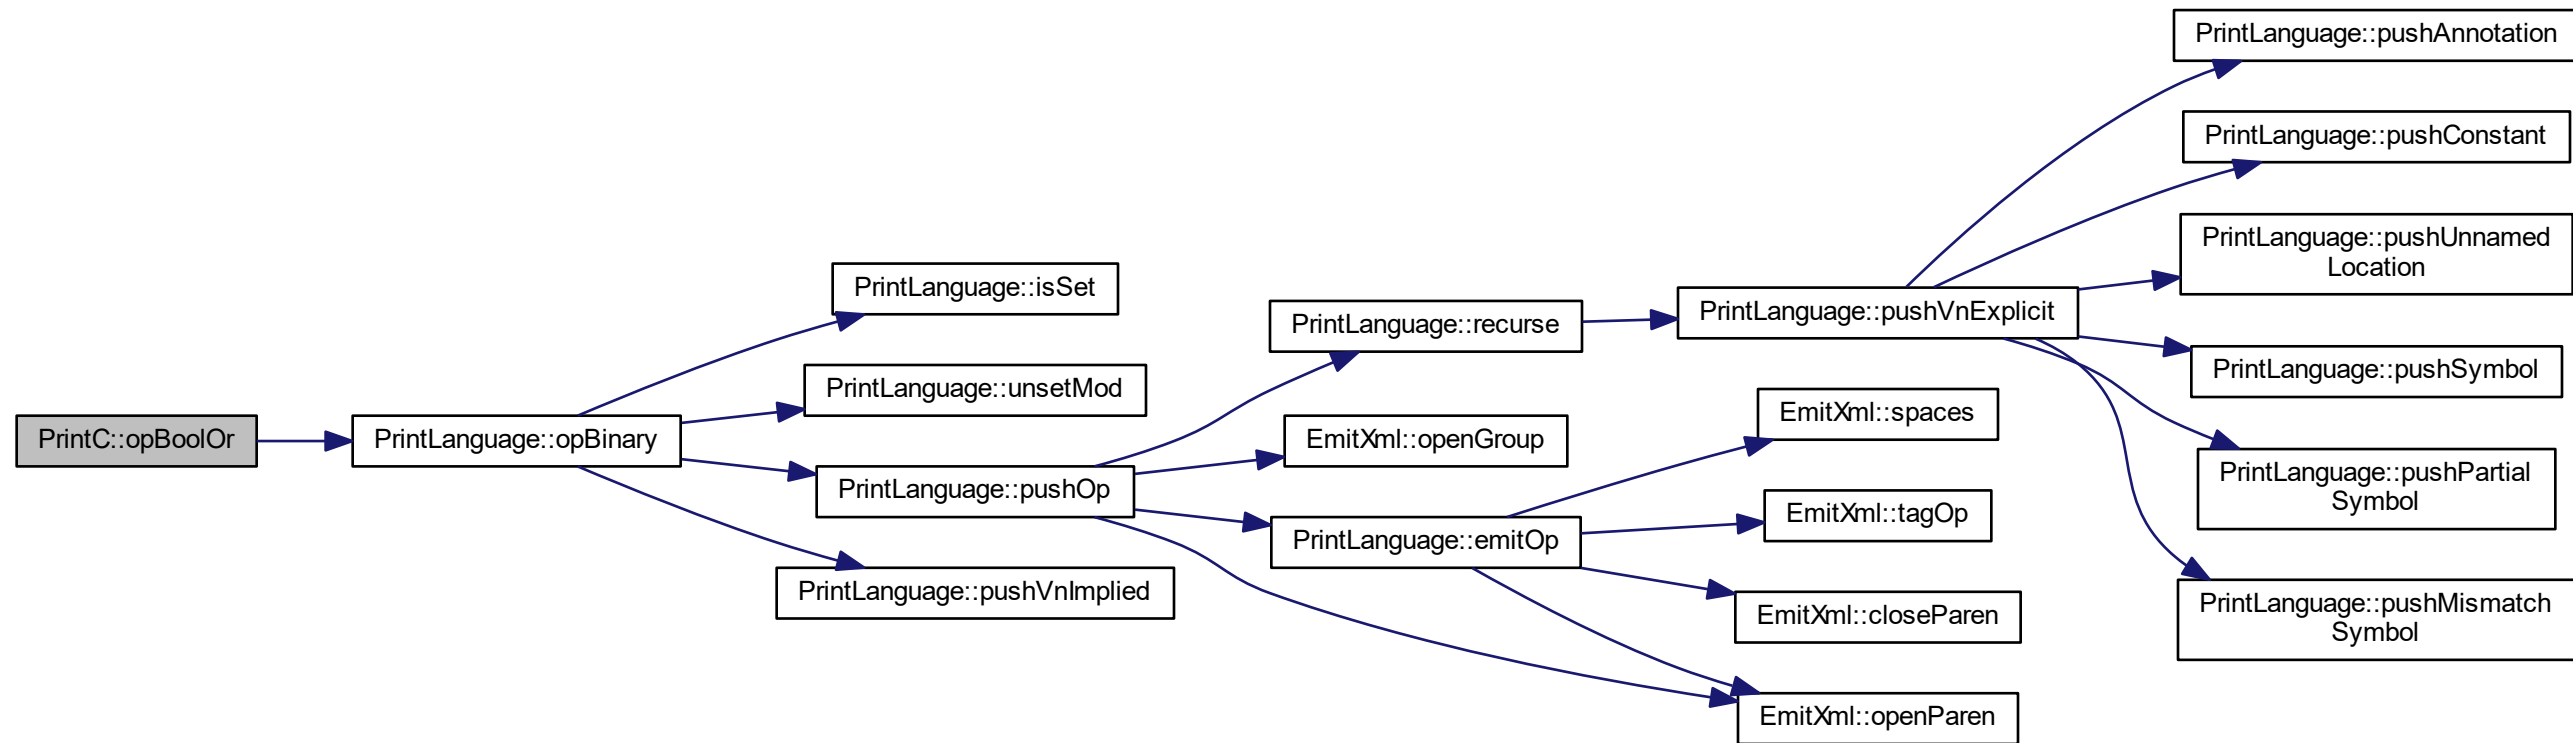 PrintC::opBoolOr
PrintLanguage::opBinary
PrintLanguage::isSet
PrintLanguage::unsetMod
PrintLanguage::pushOp
PrintLanguage::pushVnImplied
PrintLanguage::recurse
EmitXml::openGroup
PrintLanguage::emitOp
PrintLanguage::pushVnExplicit
EmitXml::spaces
EmitXml::tagOp
EmitXml::closeParen
EmitXml::openParen
PrintLanguage::pushAnnotation
PrintLanguage::pushConstant
PrintLanguage::pushUnnamed
Location
PrintLanguage::pushSymbol
PrintLanguage::pushPartial
Symbol
PrintLanguage::pushMismatch
Symbol